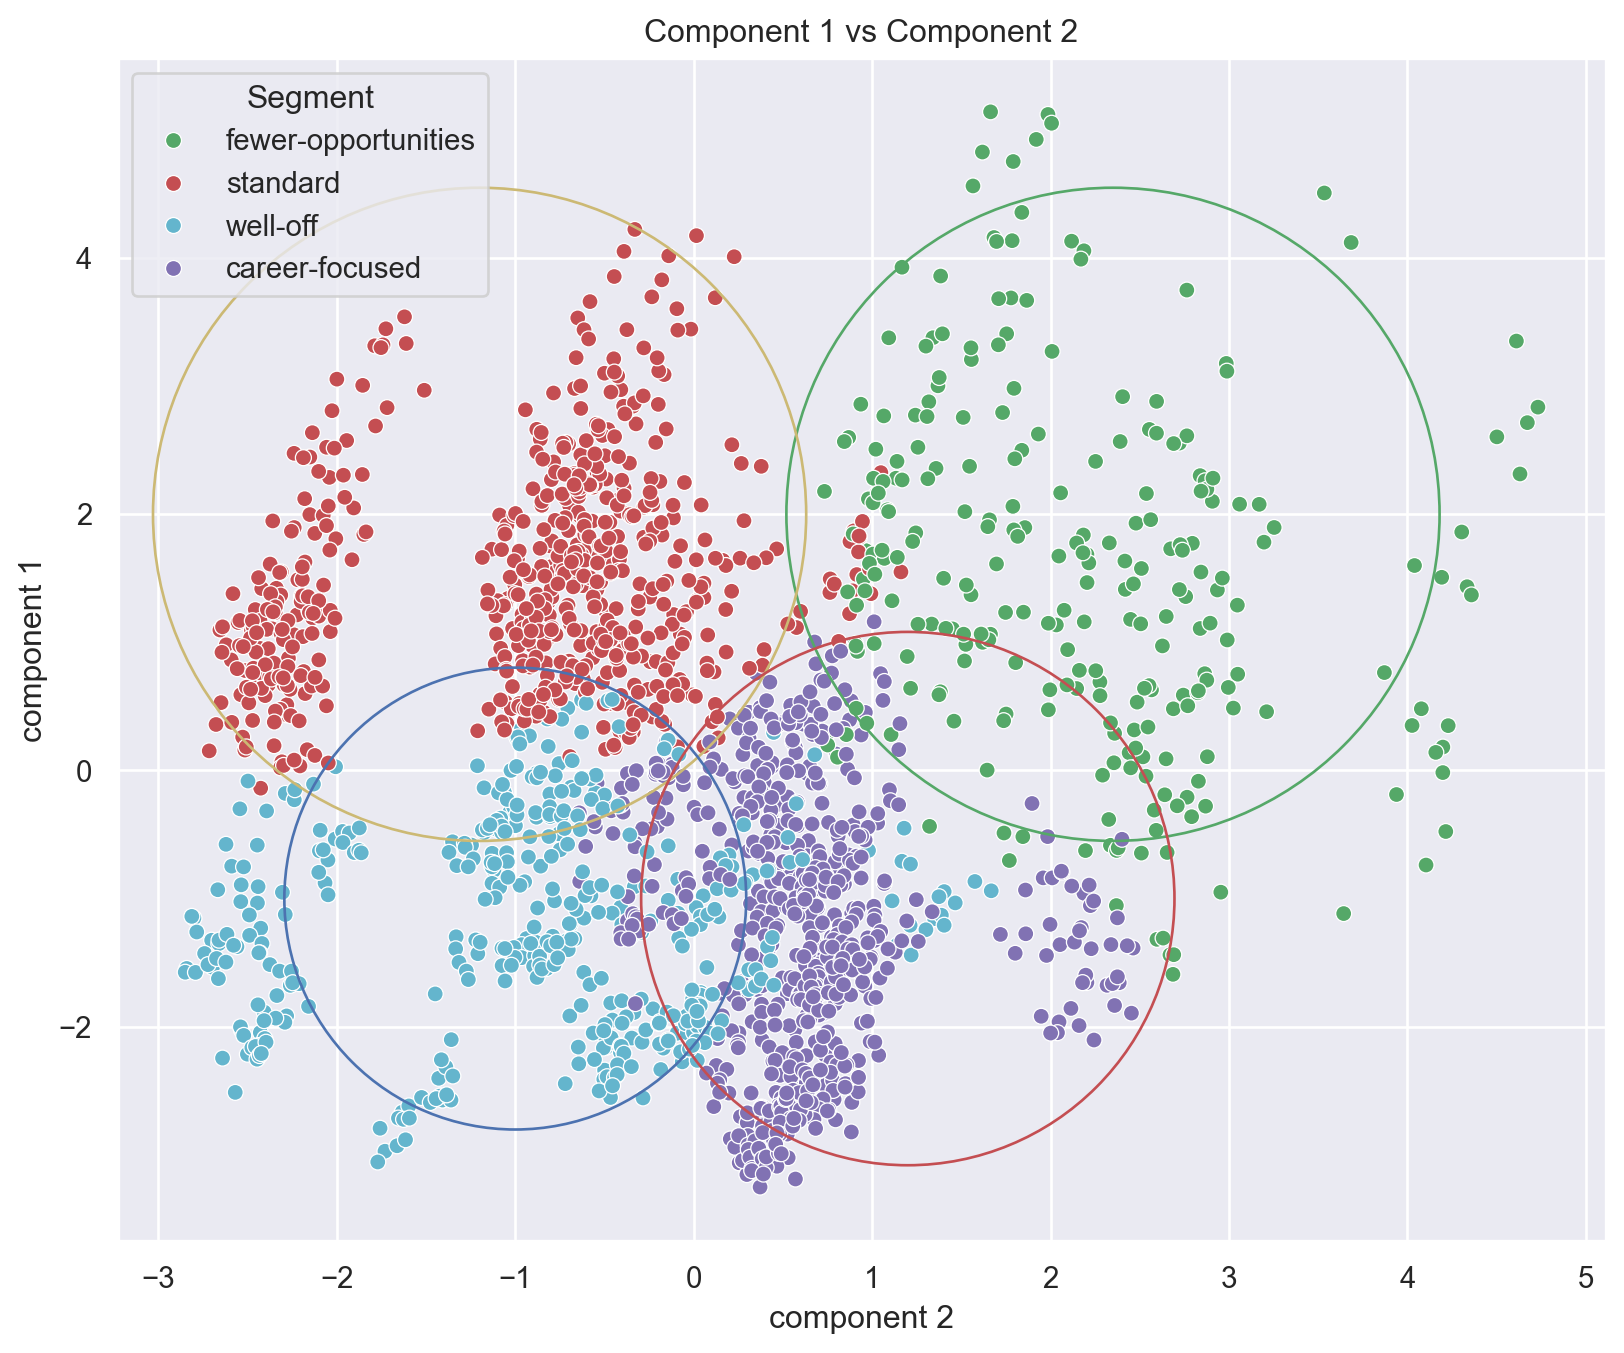 Component 1 vs Component 2
Segment
fewer-opportunities
standard
well-off
career-focused
component 1
4
2
0
−2
−3
−2
−1
0
1
2
3
4
5
component 2